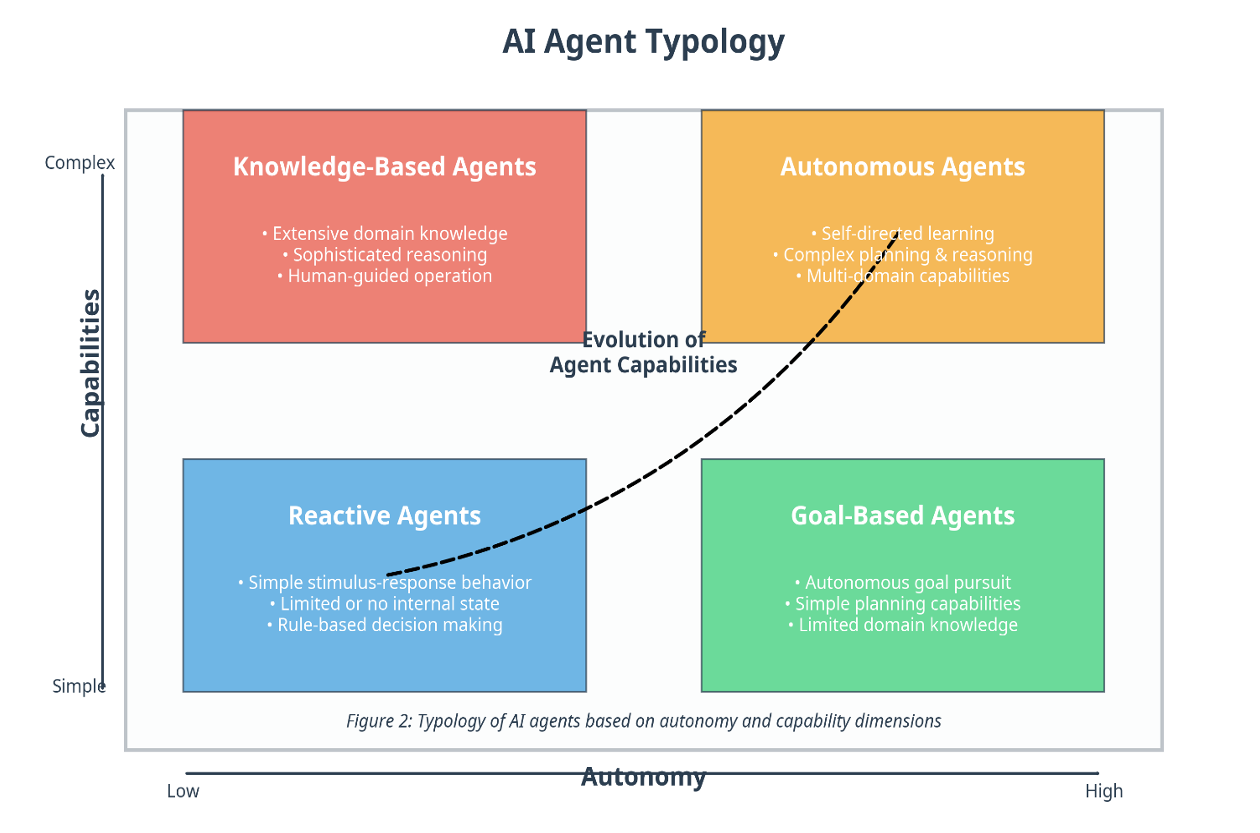 AI Agent Typology
Complex
Capabilities
Simple
Knowledge-Based Agents
• Extensive domain knowledge
• Sophisticated reasoning
• Human-guided operation
Autonomous Agents
• Self-directed learning
• Complex planning & reasoning
• Multi-domain capabilities
Evolution of
Agent Capabilities
Reactive Agents
• Simple stimulus-response behavior
• Limited or no internal state
• Rule-based decision making
Goal-Based Agents
• Autonomous goal pursuit
• Simple planning capabilities
• Limited domain knowledge
Figure 2: Typology of AI agents based on autonomy and capability dimensions
Autonomy
Low
High